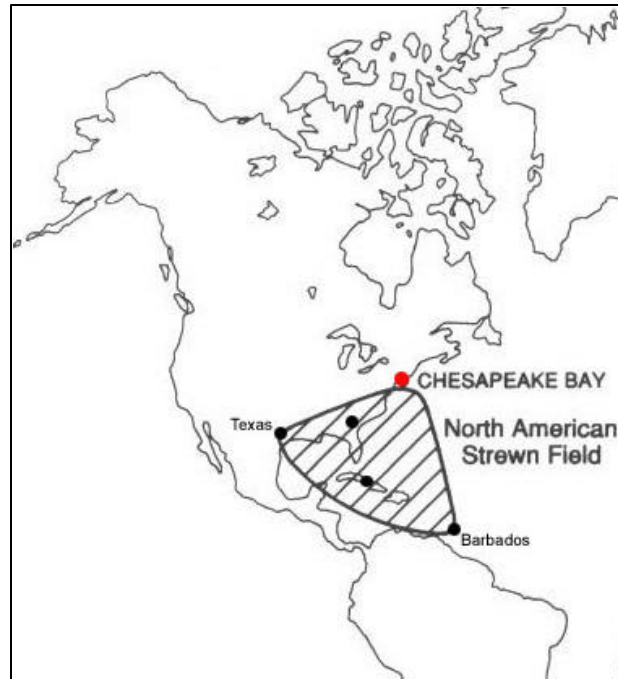 CHESAPEAKE BAY
Texas
North American
Strewn Field
Barbados